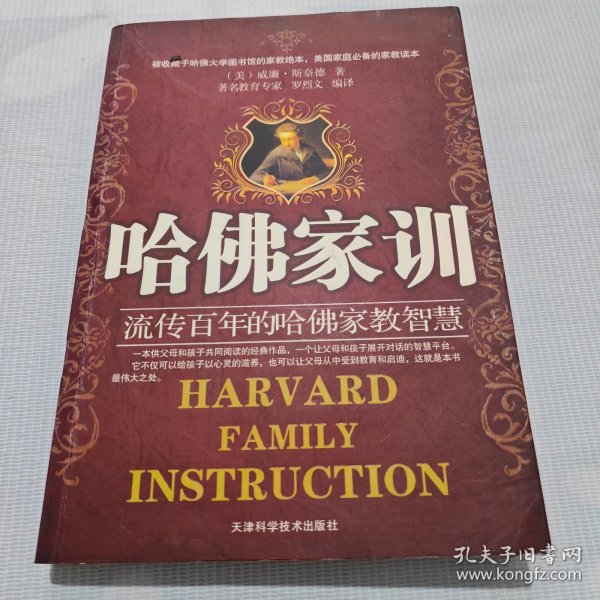 被收藏于哈佛大学图书馆的家教绝本，美国家庭必备的家教读本
（美）威廉·斯奈德 著
著名教育专家 罗烈文 编译
哈佛家训
流传百年的哈佛家教智慧
一本供父母和孩子共同阅读的经典作品，一个让父母和孩子展开对话的智慧平台。
它不仅可以给孩子以心灵的滋养，也可以让父母从中受到教育和启迪，这就是本书
最伟大之处。
HARVARD
FAMILY
INSTRUCTION
天津科学技术出版社
孔夫子旧书网
www.kongfz.com